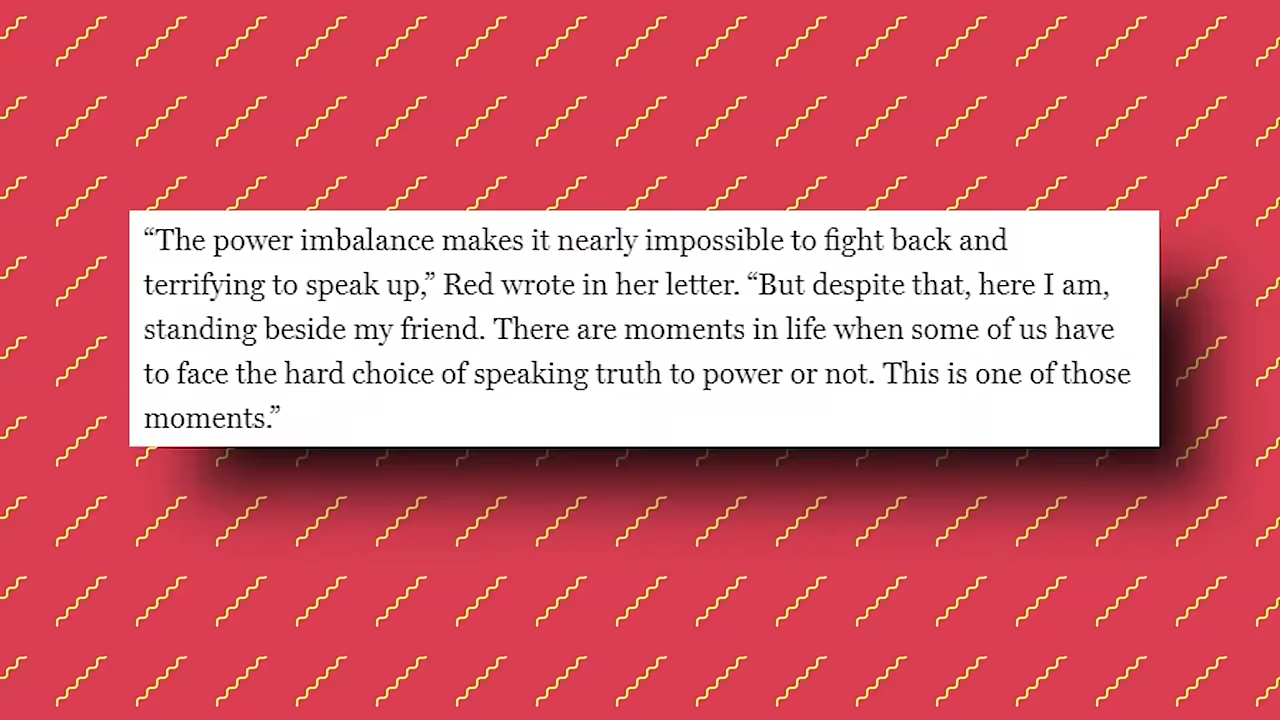 “The power imbalance makes it nearly impossible to fight back and
terrifying to speak up,” Red wrote in her letter. “But despite that, here I am,
standing beside my friend. There are moments in life when some of us have
to face the hard choice of speaking truth to power or not. This is one of those
moments.”